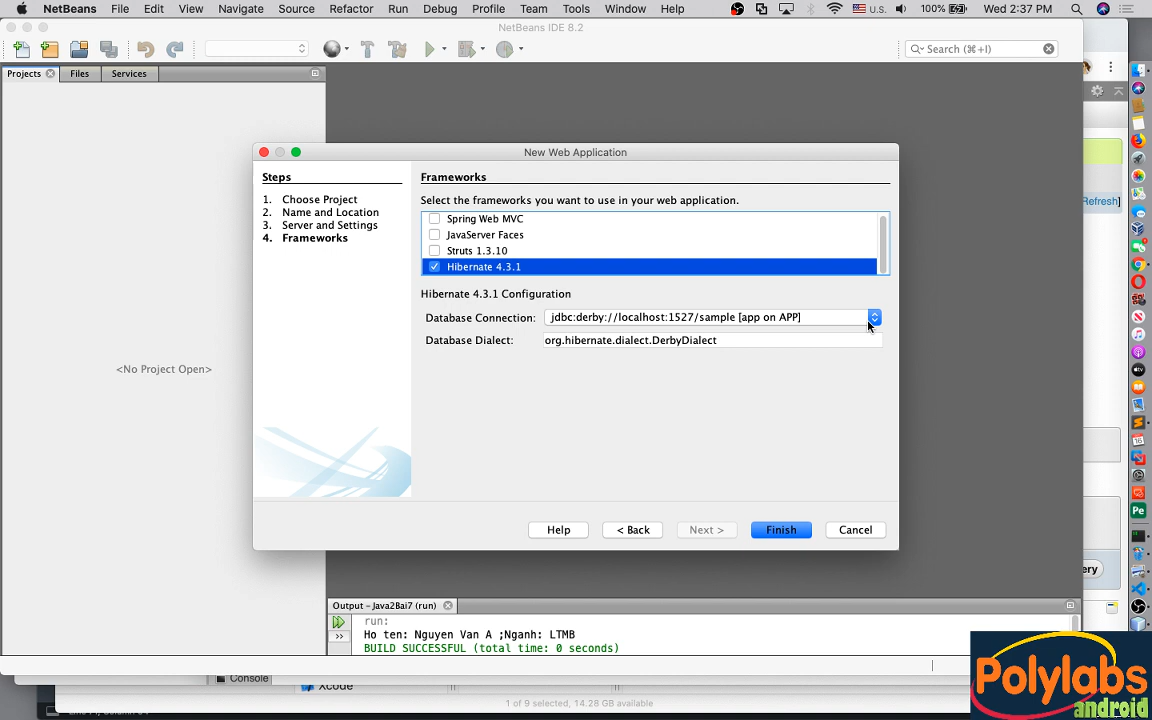 NetBeans File Edit View Navigate Source Refactor Run Debug Profile Team Tools Window Help U.S. 100% Wed 2:37 PM
NetBeans IDE 8.2
Search (⌘+I)
Projects Files Services
<No Project Open>
New Web Application
Steps
1. Choose Project
2. Name and Location
3. Server and Settings
4. Frameworks
Frameworks
Select the frameworks you want to use in your web application.
Spring Web MVC
JavaServer Faces
Struts 1.3.10
Hibernate 4.3.1
Hibernate 4.3.1 Configuration
Database Connection: jdbc:derby://localhost:1527/sample [app on APP]
Database Dialect: org.hibernate.dialect.DerbyDialect
Help < Back Next > Finish Cancel
Refresh]
Pe
ery
Output - Java2Bai7 (run)
run:
Ho ten: Nguyen Van A ;Nganh: LTMB
BUILD SUCCESSFUL (total time: 0 seconds)
Console
Xcode
1 of 9 selected, 14.28 GB available
Polylabs
android